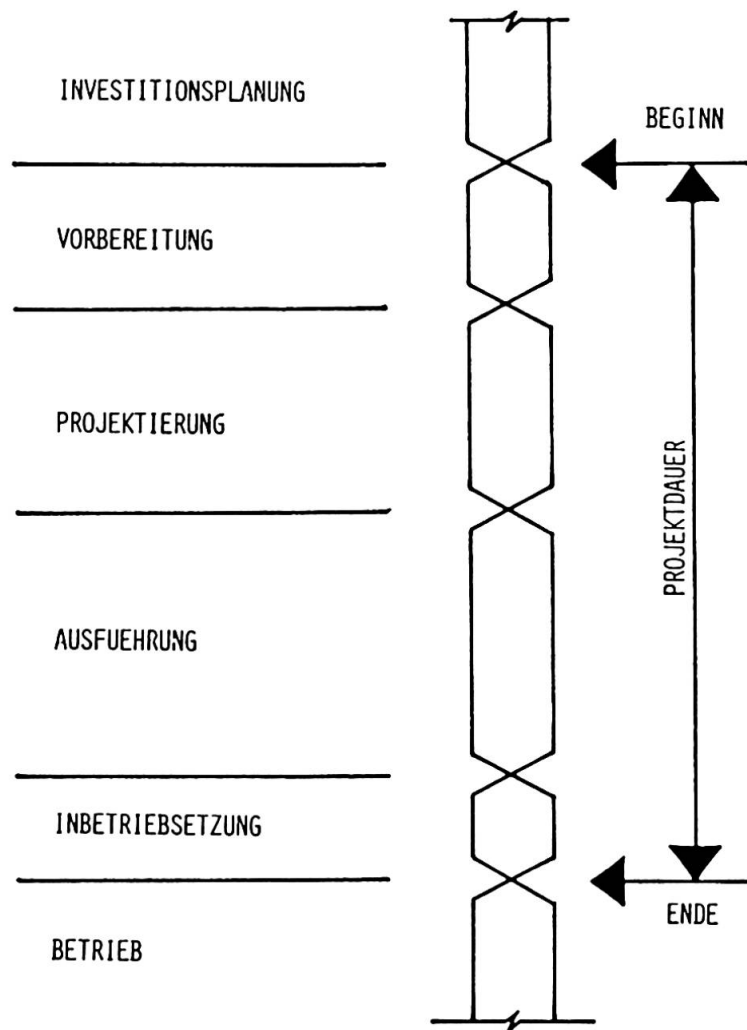 INVESTITIONSPLANUNG
BEGINN
VORBEREITUNG
PROJEKTIERUNG
PROJEKTDAUER
AUSFUEHRUNG
INBETRIEBSETZUNG
ENDE
BETRIEB